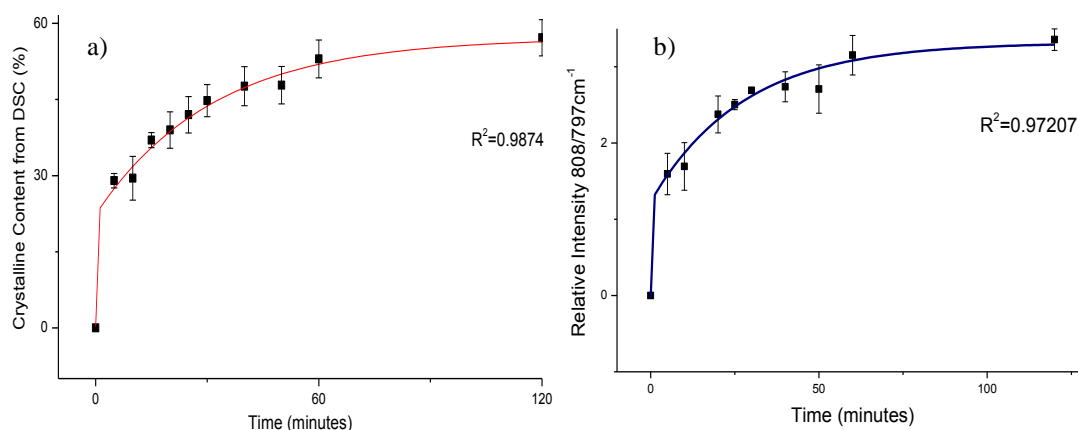 a)
Crystalline Content from DSC (%)
60
30
0
R²=0.9874
0
60
120
Time (minutes)
b)
Relative Intensity 808/797cm⁻¹
2
0
R²=0.97207
0
50
100
Time (minutes)